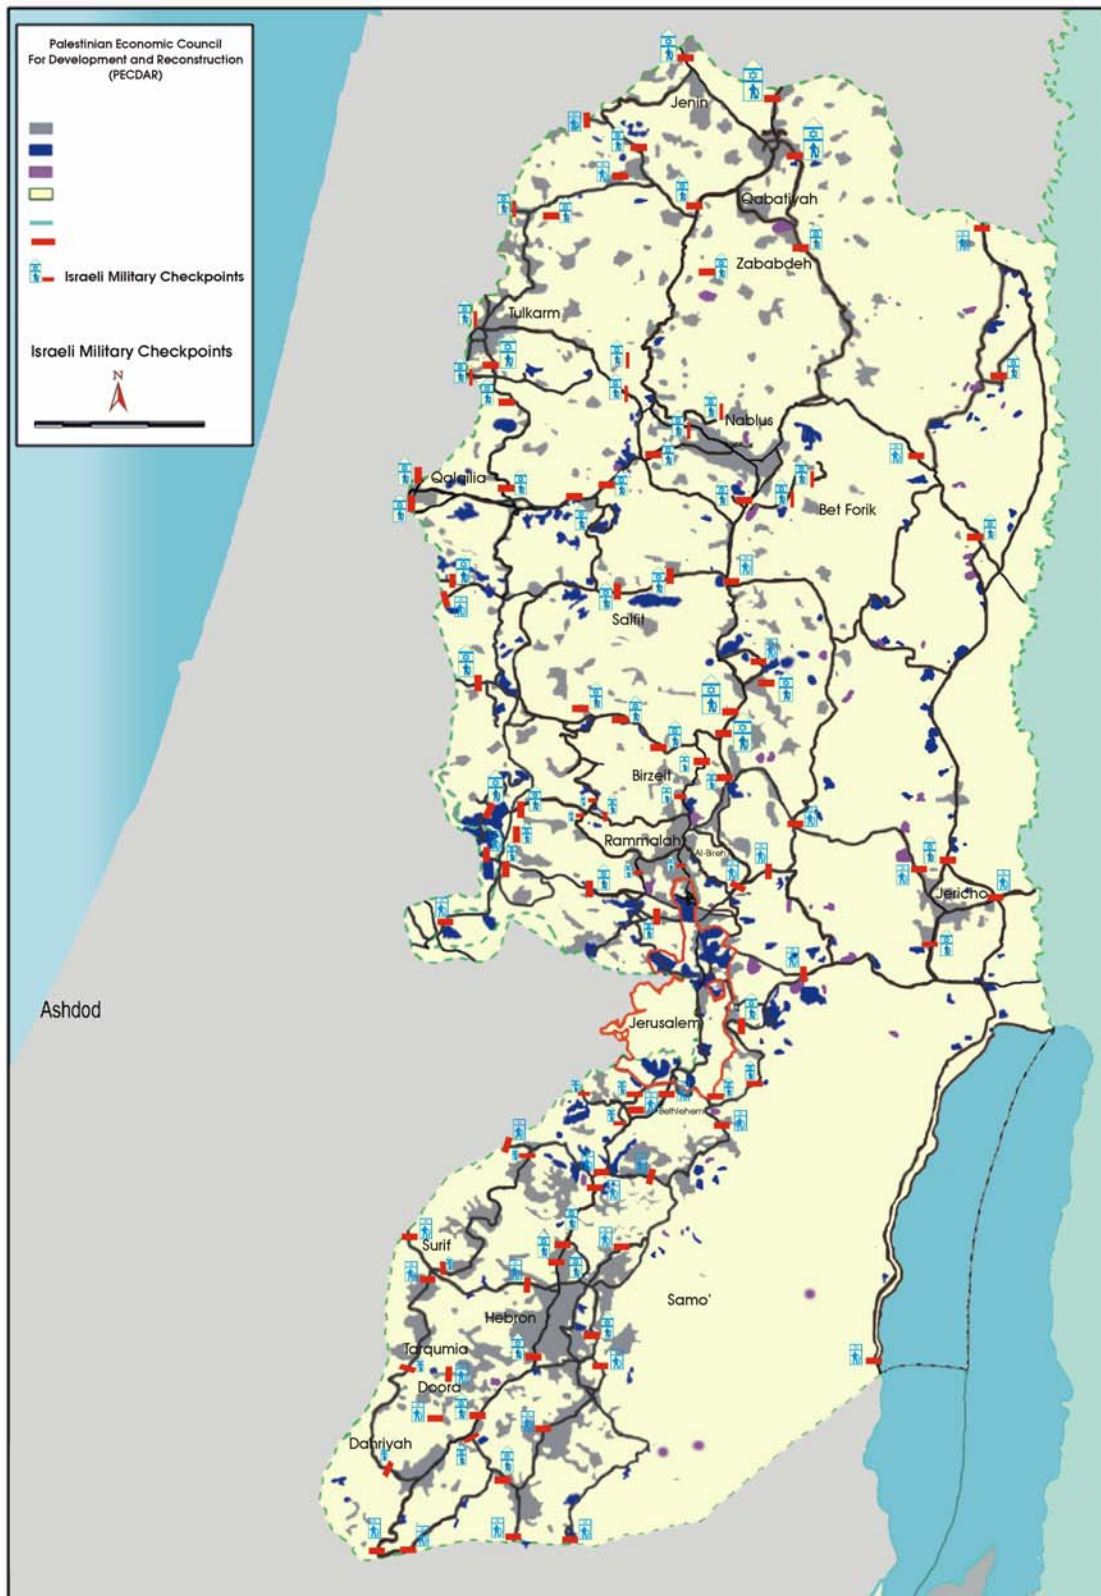 Palestinian Economic Council
For Development and Reconstruction
(PECDAR)
Israeli Military Checkpoints
Israeli Military Checkpoints
N
Jenin
Qabatiyah
Zababdeh
Tulkarm
Nablus
Qalqilia
Bet Forik
Salfit
Birzeit
Rammalah
Al-Bireh
Jericho
Ashdod
Jerusalem
Bethlehem
Surif
Samo'
Hebron
Tarqumia
Doora
Dahriyah